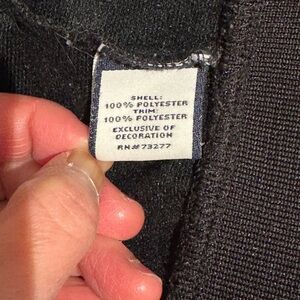 SHELL:
100% POLYESTER
TRIM:
100% POLYESTER
EXCLUSIVE OF
DECORATION
RN#73277